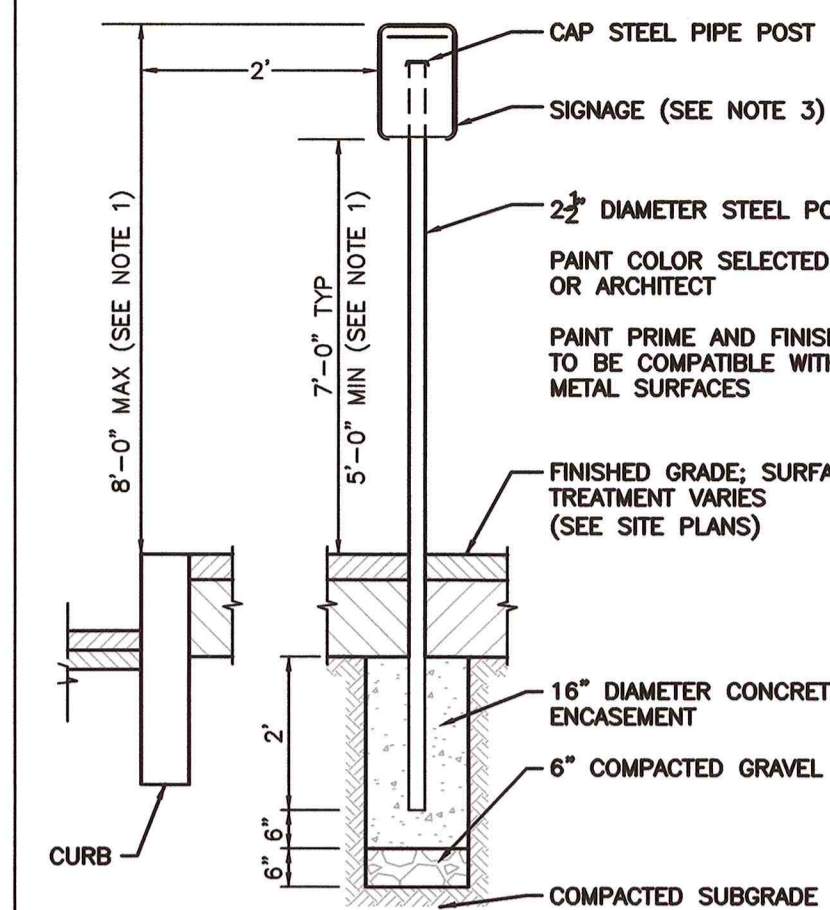 CAP STEEL PIPE POST
2'
SIGNAGE (SEE NOTE 3)
8'-0" MAX (SEE NOTE 1)
7'-0" TYP
5'-0" MIN (SEE NOTE 1)
2½" DIAMETER STEEL PO
PAINT COLOR SELECTED
OR ARCHITECT
PAINT PRIME AND FINIS
TO BE COMPATIBLE WIT
METAL SURFACES
FINISHED GRADE; SURFA
TREATMENT VARIES
(SEE SITE PLANS)
2'
16" DIAMETER CONCRET
ENCASEMENT
6" COMPACTED GRAVEL
6"
6"
CURB
COMPACTED SUBGRADE